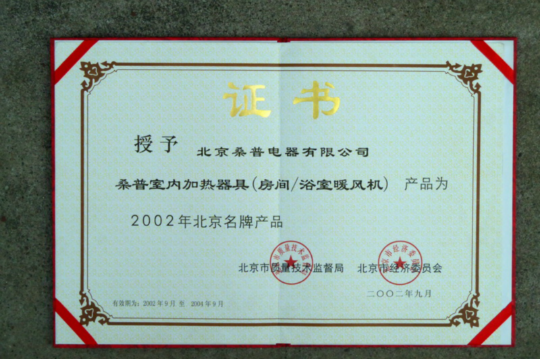 证书
授予 北京桑普电器有限公司
桑普室内加热器具(房间/浴室暖风机) 产品为
2002年北京名牌产品
北京市质量技术监督局 北京市经济委员会
二〇〇二年九月
有效期为：2002年9月 至 2004年9月